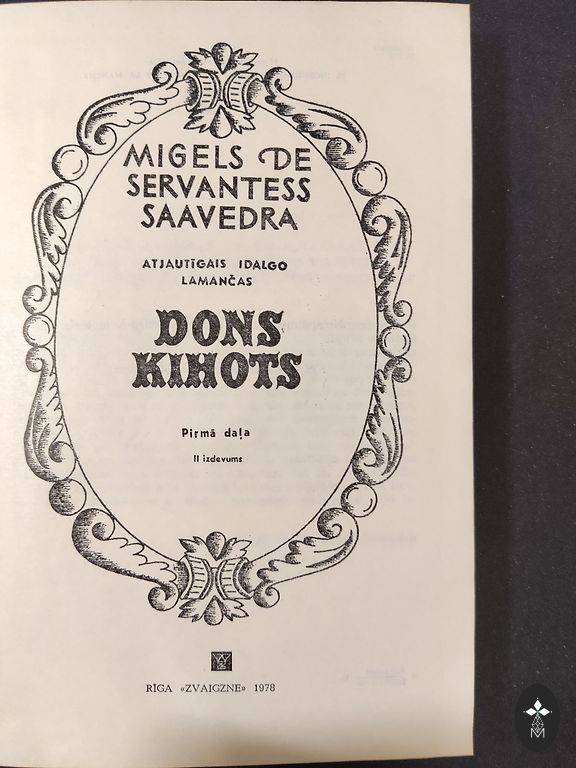 MIGELS DE
SERVANTESS
SAAVEDRA
ATJAUTĪGAIS IDALGO
LAMANČAS
DONS
KIHOTS
Pirmā daļa
II izdevums
RĪGA «ZVAIGZNE» 1978
M